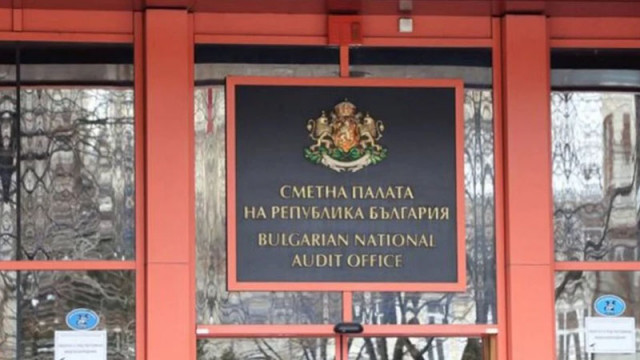 СМЕТНА ПАЛАТА
НА РЕПУБЛИКА БЪЛГАРИЯ
BULGARIAN NATIONAL
AUDIT OFFICE